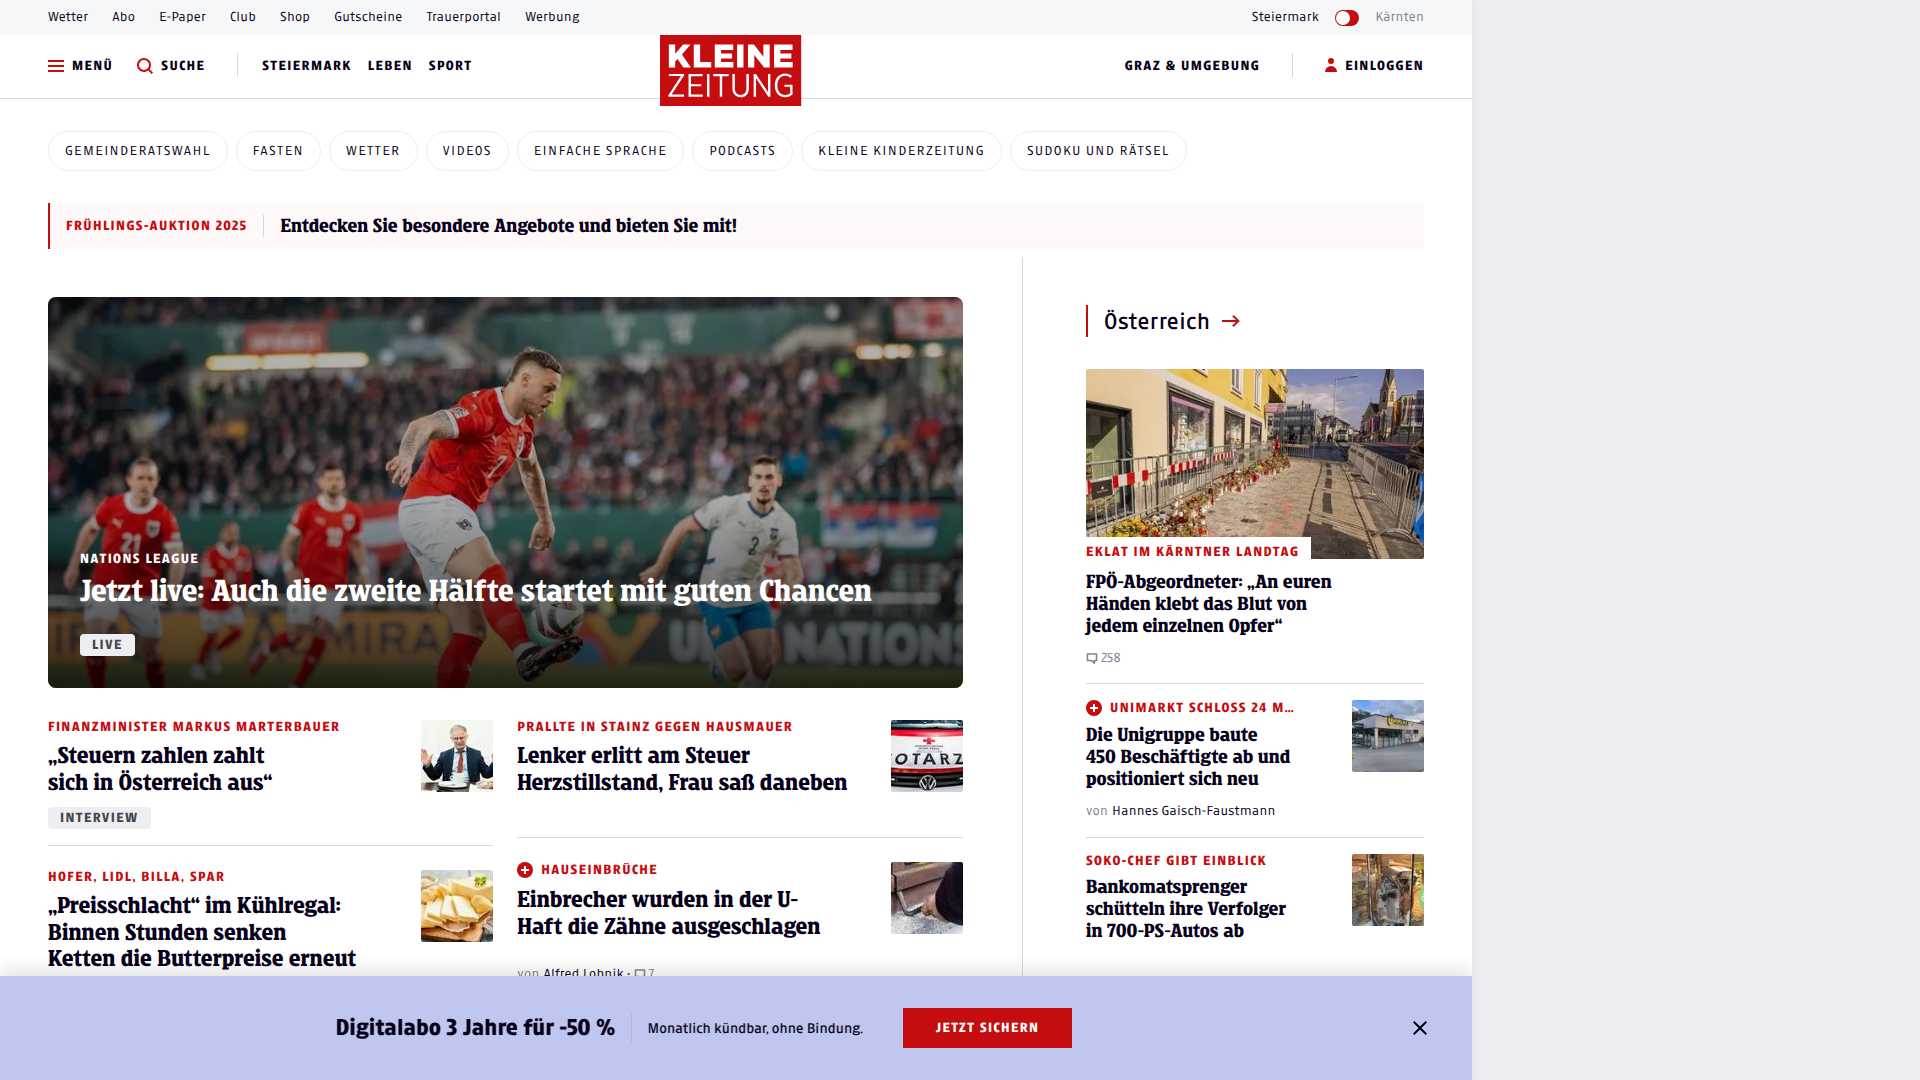 Wetter Abo E-Paper Club Shop Gutscheine Trauerportal Werbung Steiermark Kärnten
MENÜ SUCHE STEIERMARK LEBEN SPORT KLEINE ZEITUNG GRAZ & UMGEBUNG EINLOGGEN
GEMEINDERATSWAHL FASTEN WETTER VIDEOS EINFACHE SPRACHE PODCASTS KLEINE KINDERZEITUNG SUDOKU UND RÄTSEL
FRÜHLINGS-AUKTION 2025 Entdecken Sie besondere Angebote und bieten Sie mit!
NATIONS LEAGUE
Jetzt live: Auch die zweite Hälfte startet mit guten Chancen
LIVE
FINANZMINISTER MARKUS MARTERBAUER
„Steuern zahlen zahlt
sich in Österreich aus“
INTERVIEW
HOFER, LIDL, BILLA, SPAR
„Preisschlacht“ im Kühlregal:
Binnen Stunden senken
Ketten die Butterpreise erneut
PRALLTE IN STAINZ GEGEN HAUSMAUER
Lenker erlitt am Steuer
Herzstillstand, Frau saß daneben
OTARZ
HAUSEINBRÜCHE
Einbrecher wurden in der U-
Haft die Zähne ausgeschlagen
von Alfred Lobnik · 7
Österreich
EKLAT IM KÄRNTNER LANDTAG
FPÖ-Abgeordneter: „An euren
Händen klebt das Blut von
jedem einzelnen Opfer“
258
UNIMARKT SCHLOSS 24 M...
Die Unigruppe baute
450 Beschäftigte ab und
positioniert sich neu
von Hannes Gaisch-Faustmann
SOKO-CHEF GIBT EINBLICK
Bankomatsprenger
schütteln ihre Verfolger
in 700-PS-Autos ab
Digitalabo 3 Jahre für -50 % Monatlich kündbar, ohne Bindung. JETZT SICHERN